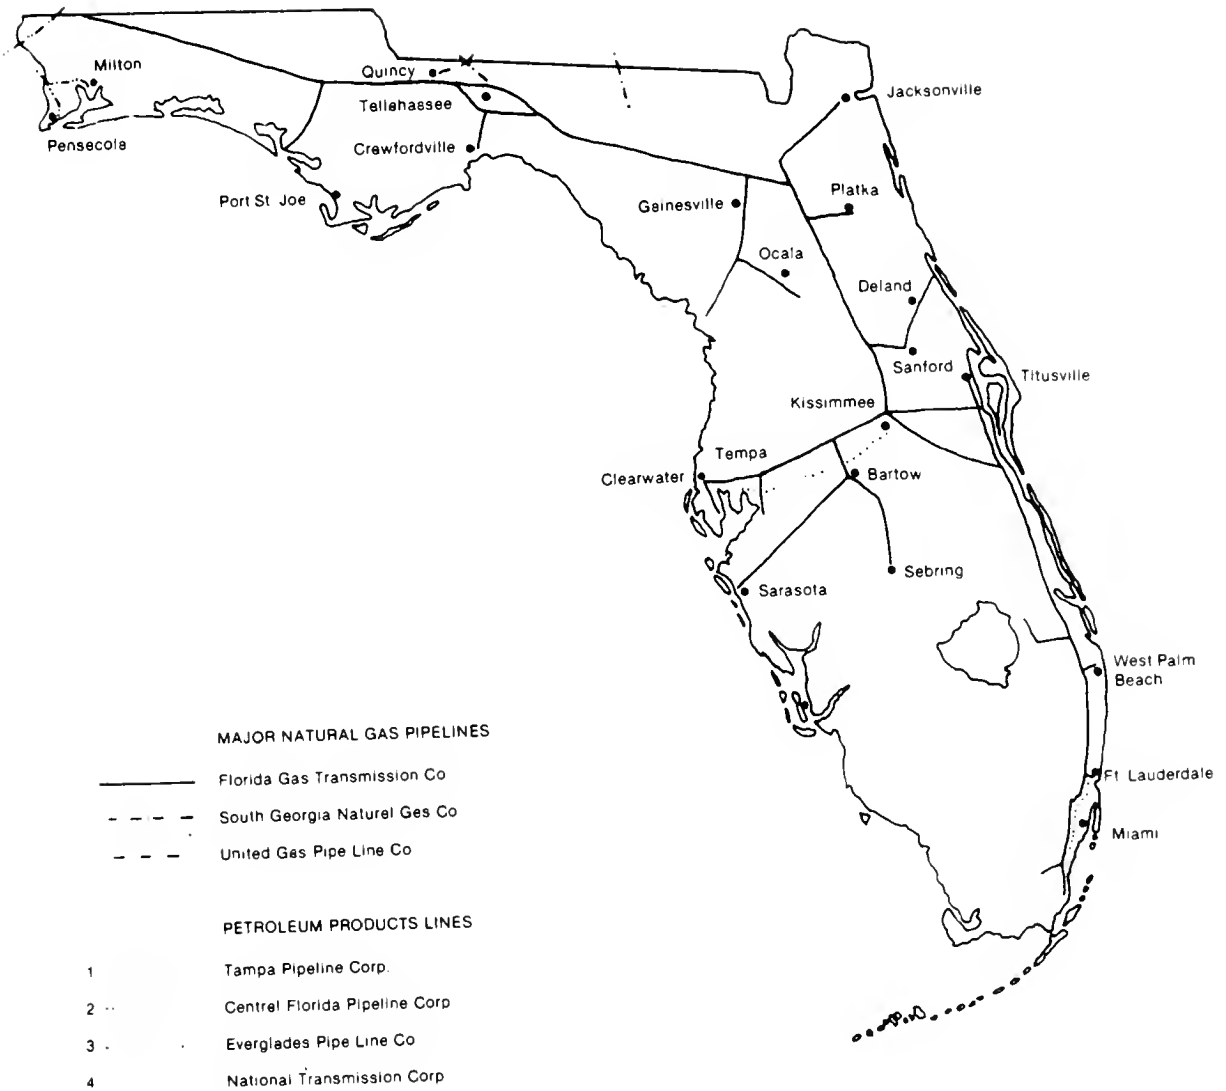 Milton
Quincy
Tellehassee
Pensecola
Crewfordville
Port St Joe
Jacksonville
Geinesville
Platka
Ocala
Deland
Sanford
Titusville
Kissimmee
Tempa
Clearwater
Bartow
Sebring
Sarasota
West Palm
Beach
Ft Lauderdale
Miami
MAJOR NATURAL GAS PIPELINES
Florida Gas Transmission Co
South Georgia Naturel Ges Co
United Gas Pipe Line Co
PETROLEUM PRODUCTS LINES
1 Tampa Pipeline Corp.
2 Centrel Florida Pipeline Corp
3 Everglades Pipe Line Co
4 National Transmission Corp